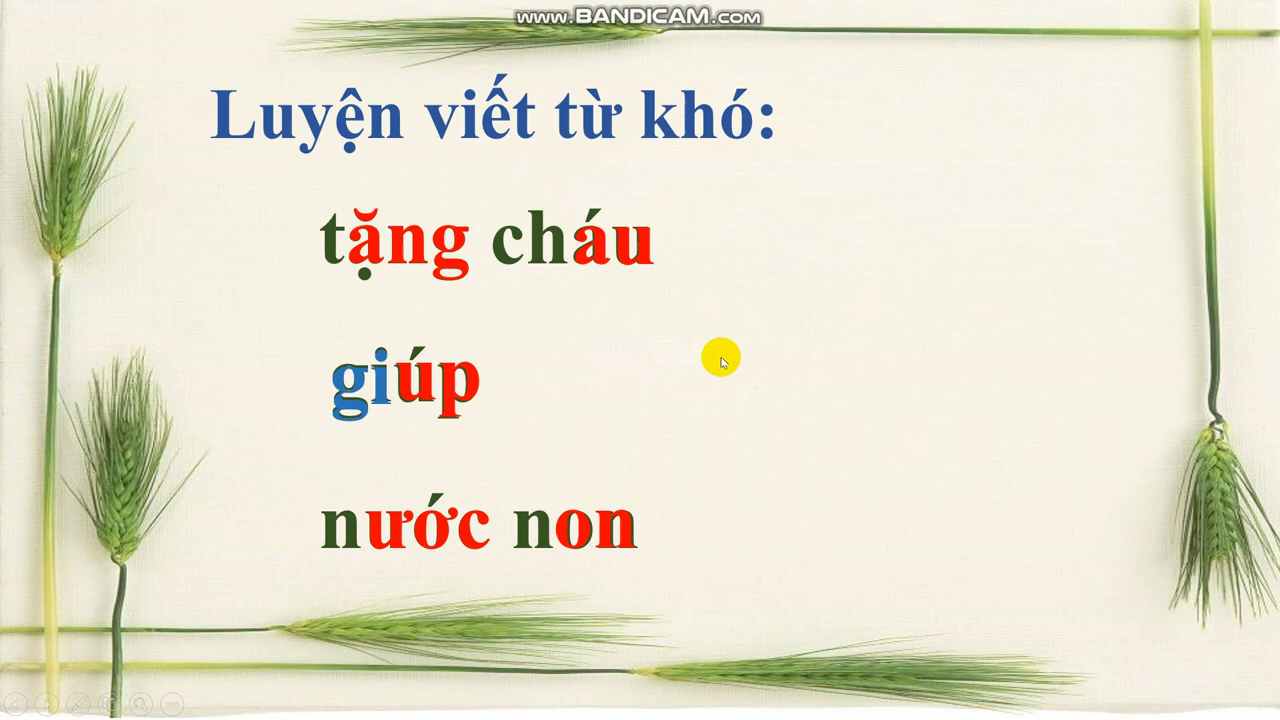 www.BANDICAM.com
Luyện viết từ khó:
tặng cháu
giúp
nước non